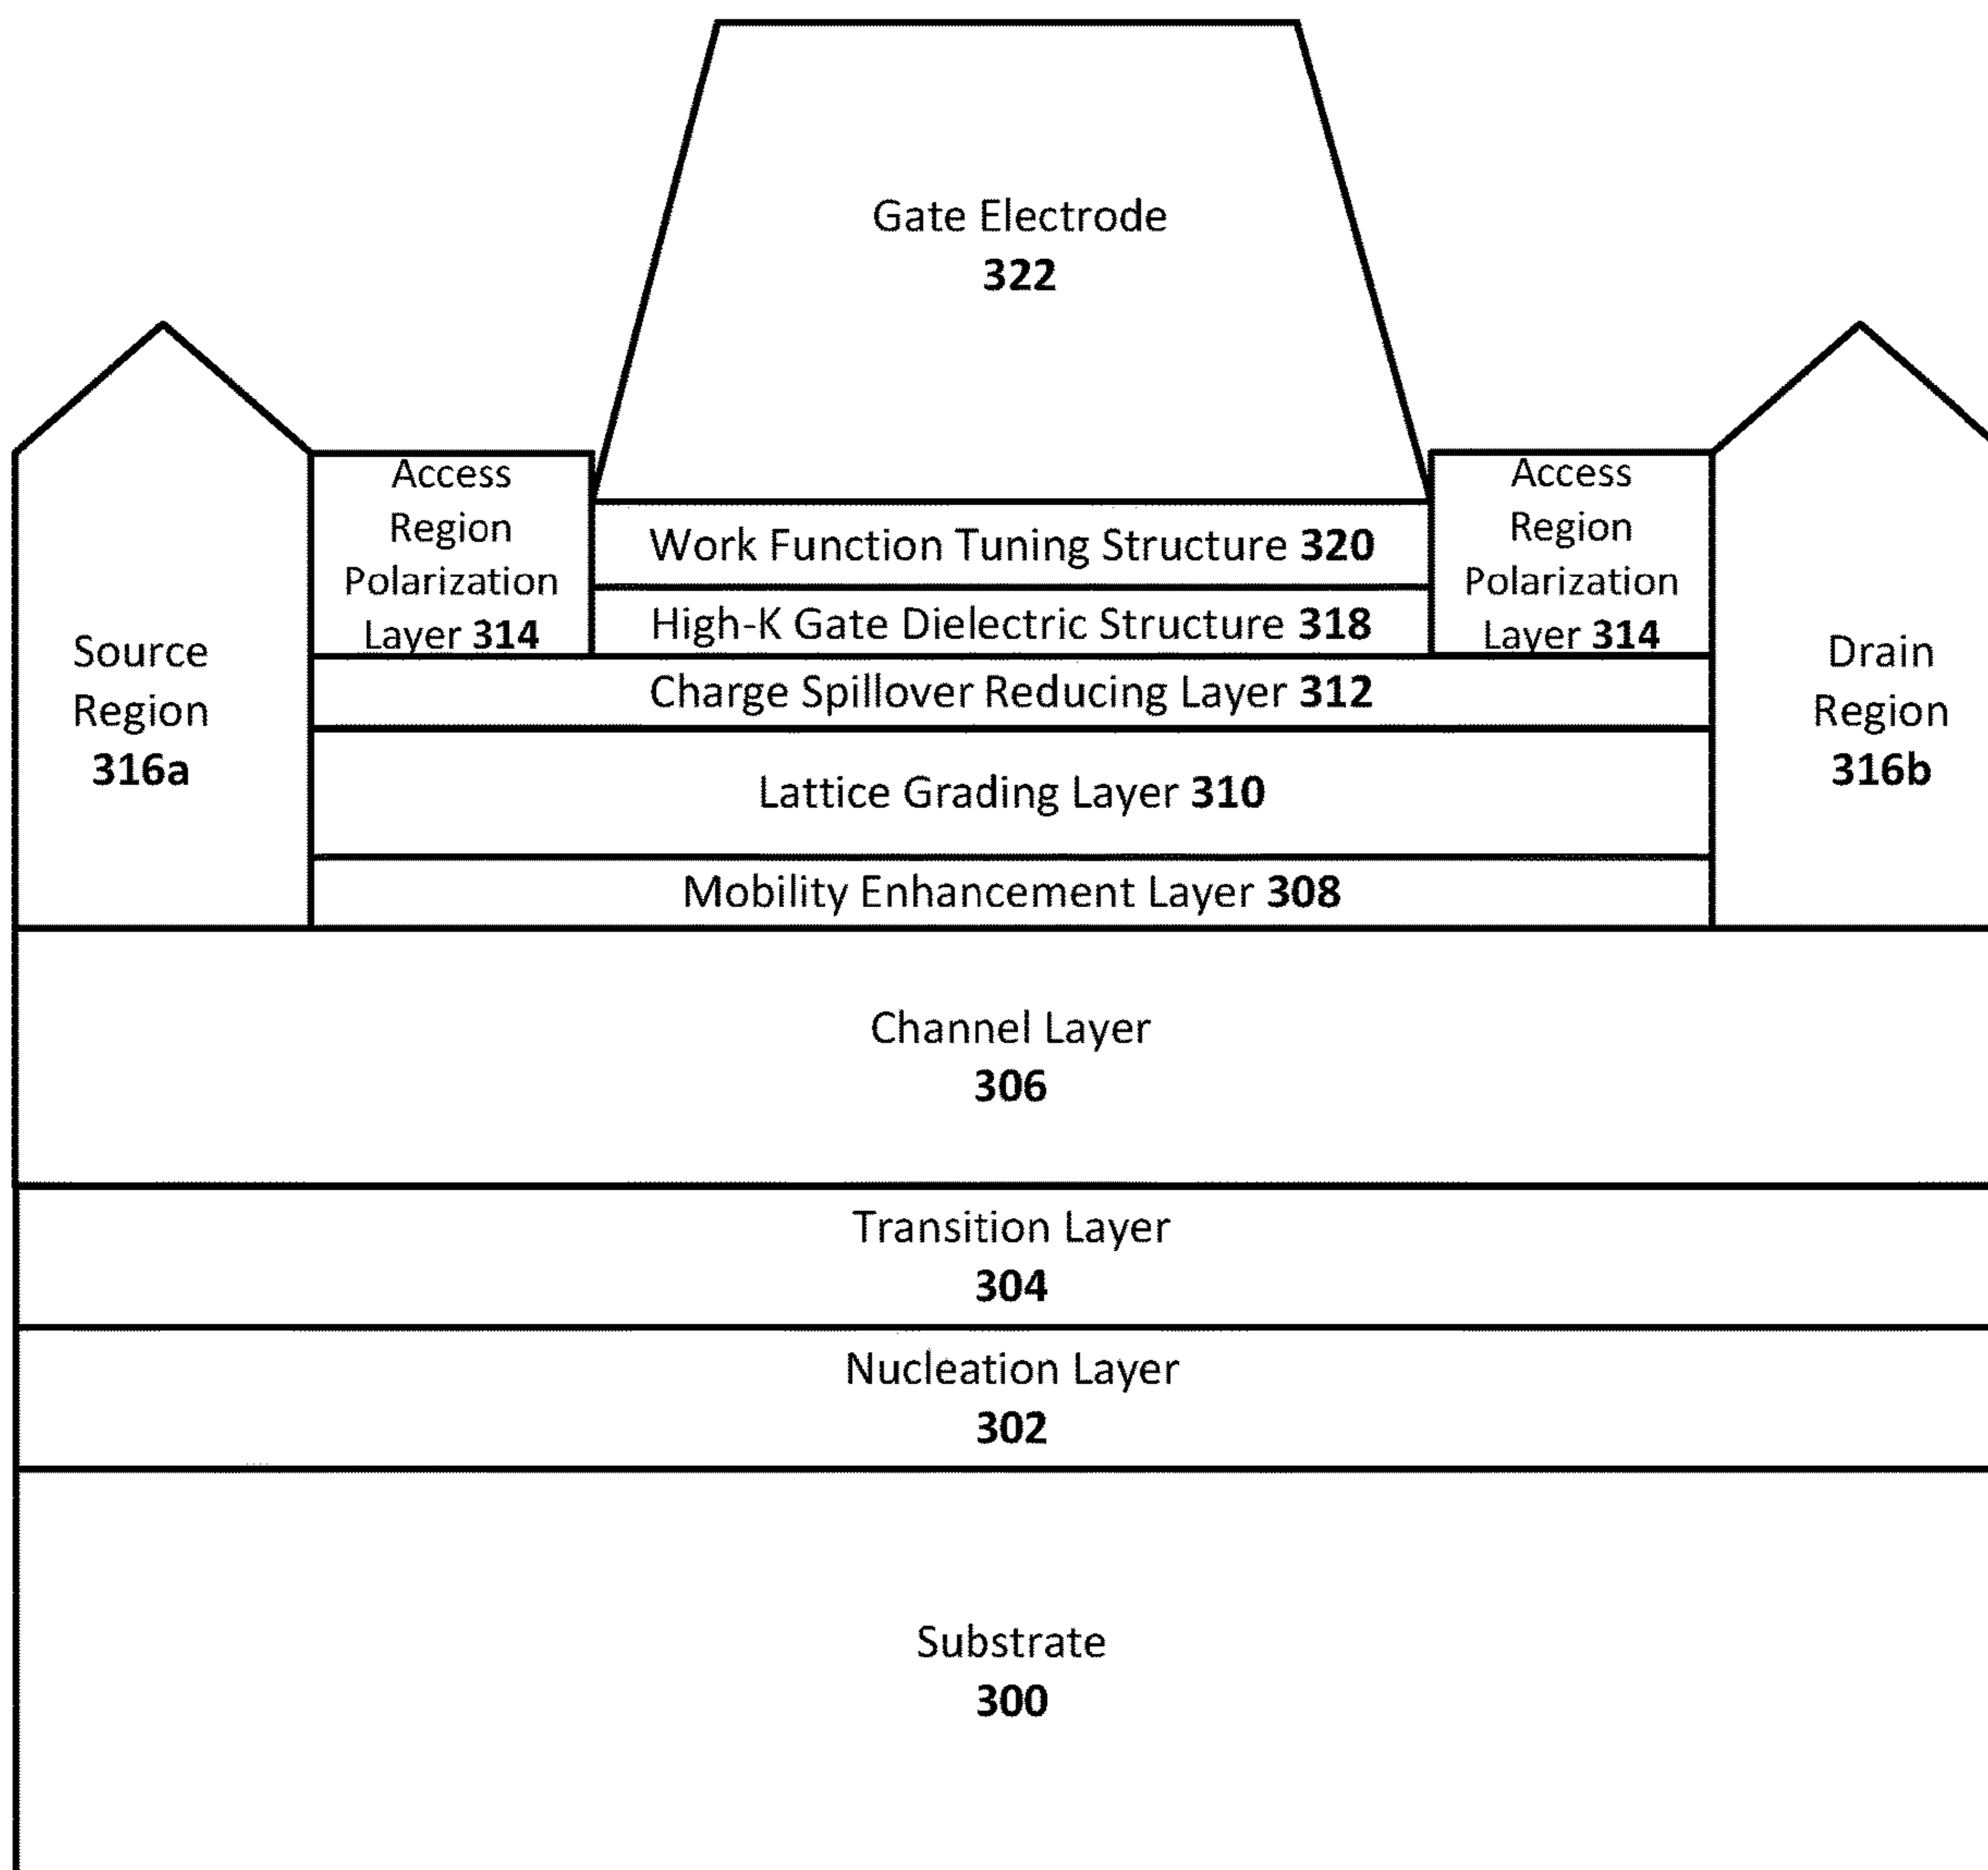 Gate Electrode
322
Access
Region
Polarization
Layer 314
Access
Region
Polarization
Layer 314
Work Function Tuning Structure 320
High-K Gate Dielectric Structure 318
Source
Region
316a
Charge Spillover Reducing Layer 312
Drain
Region
316b
Lattice Grading Layer 310
Mobility Enhancement Layer 308
Channel Layer
306
Transition Layer
304
Nucleation Layer
302
Substrate
300